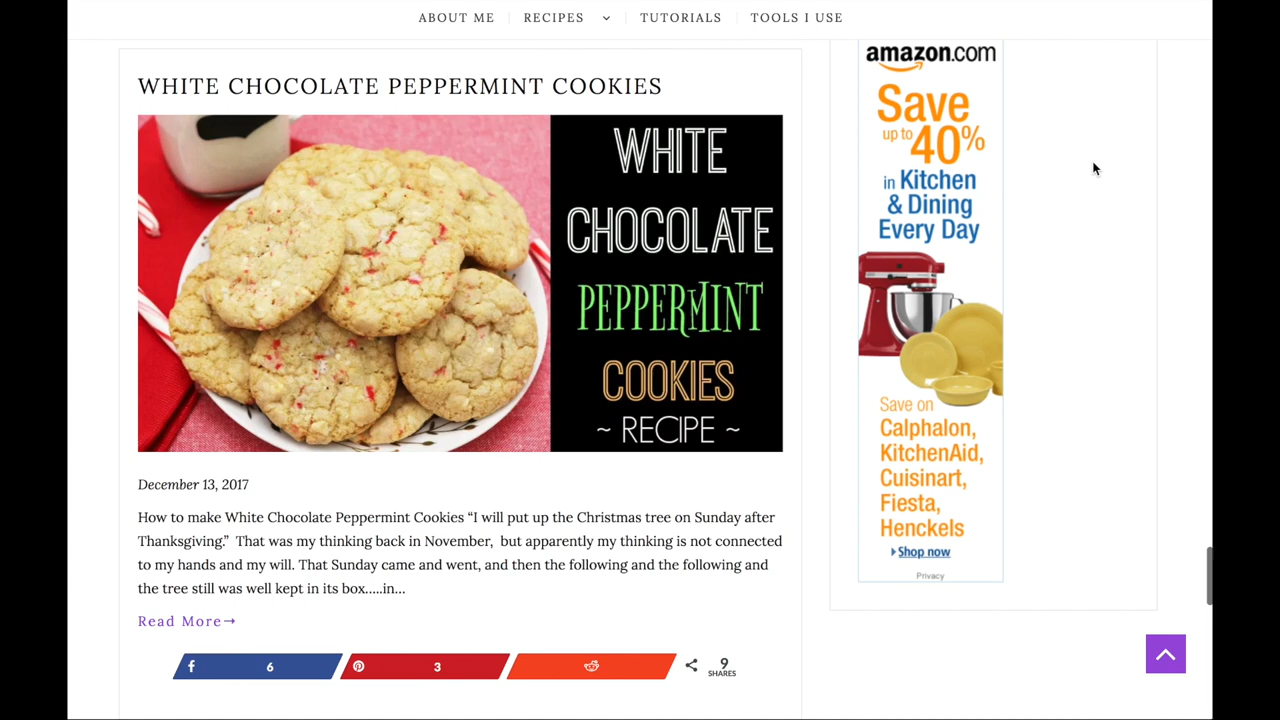 ABOUT ME
RECIPES
TUTORIALS
TOOLS I USE
WHITE CHOCOLATE PEPPERMINT COOKIES
WHITE
CHOCOLATE
PEPPERMINT
COOKIES
~ RECIPE ~
December 13, 2017
How to make White Chocolate Peppermint Cookies “I will put up the Christmas tree on Sunday after
Thanksgiving.”  That was my thinking back in November,  but apparently my thinking is not connected
to my hands and my will. That Sunday came and went, and then the following and the following and
the tree still was well kept in its box…..in...
Read More→
6
3
9
SHARES
amazon.com
Save
up to 40%
in Kitchen
& Dining
Every Day
Save on
Calphalon,
KitchenAid,
Cuisinart,
Fiesta,
Henckels
Shop now
Privacy